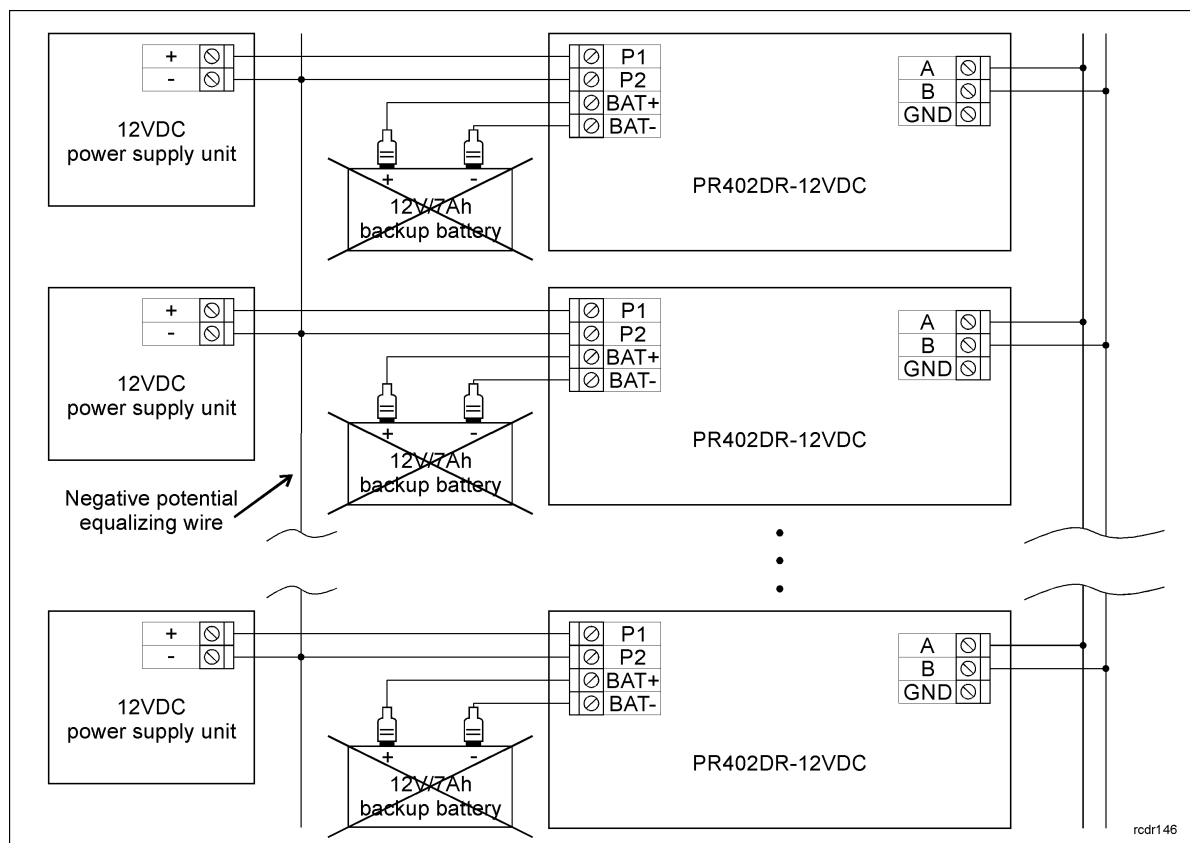 +
-
12VDC
power supply unit
P1
P2
BAT+
BAT-
+ -
12V/7Ah
backup battery
A
B
GND
PR402DR-12VDC
+
-
12VDC
power supply unit
P1
P2
BAT+
BAT-
+ -
12V/7Ah
backup battery
A
B
GND
PR402DR-12VDC
Negative potential
equalizing wire
+
-
12VDC
power supply unit
P1
P2
BAT+
BAT-
+ -
12V/7Ah
backup battery
A
B
GND
PR402DR-12VDC
rcdr146